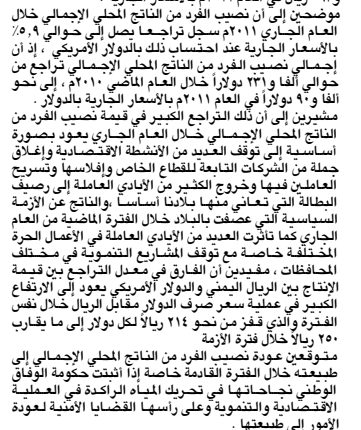 موضحين إلى أن نصيب الفرد من الناتج المحلي الإجمالي خلال
العام الجاري ٢٠١١م سجل تراجعا يصل إلى حوالي ٥,٩٪
بالأسعار الجارية عند احتساب ذلك بالدولار الأمريكي ، إذ أن
إجمالي نصيب الفرد من الناتج المحلي الإجمالي تراجع من
حوالي ألفا و٢٣١ دولاراً خلال العام الماضي ٢٠١٠م ، إلى نحو
ألفا و٩٠ دولاراً في العام ٢٠١١م بالأسعار الجارية بالدولار .
مشيرين إلى أن ذلك التراجع الكبير في قيمة نصيب الفرد من
الناتج المحلي الإجمالي خلال العام الجاري يعود بصورة
أساسية إلى توقف العديد من الأنشطة الاقتصادية وإغلاق
جملة من الشركات التابعة للقطاع الخاص وإفلاسها وتسريح
العاملين فيها وخروج الكثير من الأيادي العاملة إلى رصيف
البطالة التي تعاني منها بلادنا أساسا ،والناتج عن الأزمة
السياسية التي عصفت بالبلاد خلال الفترة الماضية من العام
الجاري كما تأثرت العديد من الأيادي العاملة في الأعمال الحرة
المختلفة خاصة مع توقف المشاريع التنموية في مختلف
المحافظات ، مفيدين أن الفارق في معدل التراجع بين قيمة
الإنتاج بين الريال اليمني والدولار الأمريكي يعود إلى الارتفاع
الكبير في عملية سعر صرف الدولار مقابل الريال خلال نفس
الفترة والذي قفز من نحو ٢١٤ ريالاً لكل دولار إلى ما يقارب
٢٥٠ ريالاً خلال فترة الأزمة
متوقعين عودة نصيب الفرد من الناتج المحلي الإجمالي إلى
طبيعته خلال الفترة القادمة خاصة إذا أثبتت حكومة الوفاق
الوطني نجاحاتها في تحريك المياه الراكدة في العملية
الاقتصادية والتنموية وعلى رأسها القضايا الأمنية لعودة
الأمور إلى طبيعتها .